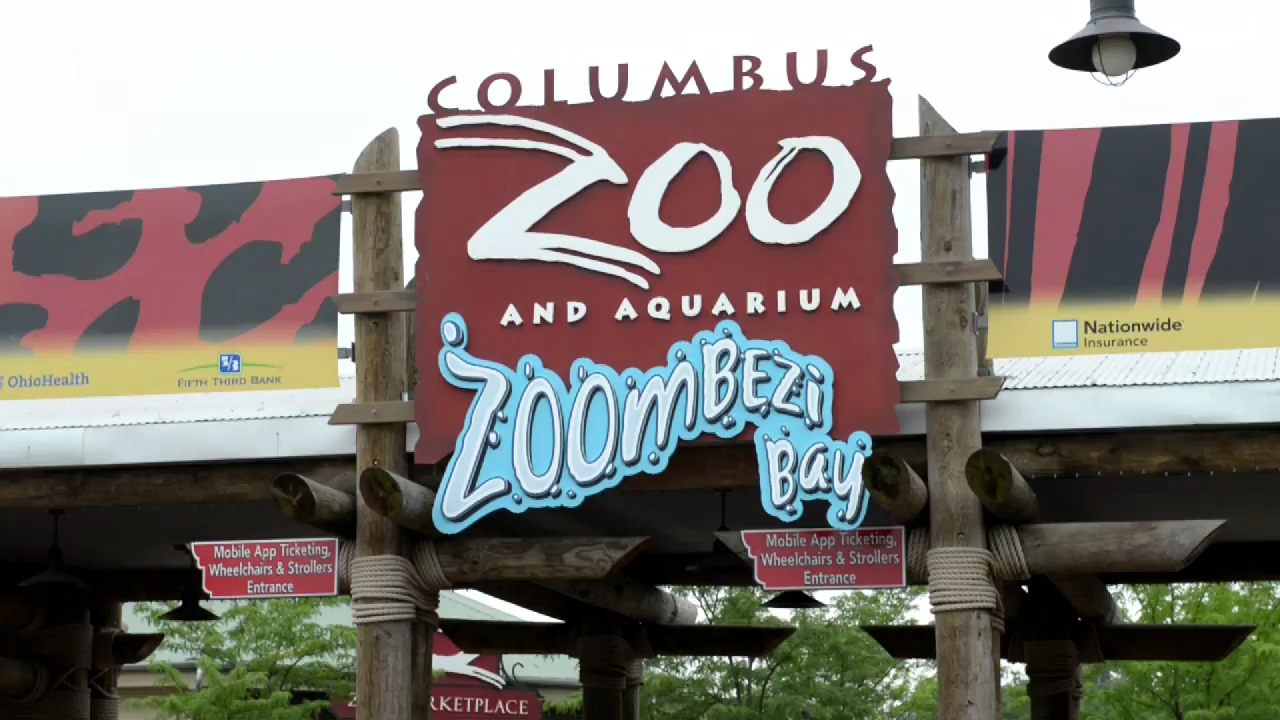 COLUMBUS
ZOO
AND AQUARIUM
ZOOMBEZI
Bay
Nationwide
Insurance
OhioHealth
FIFTH THIRD BANK
Mobile App Ticketing,
Wheelchairs & Strollers
Entrance
Mobile App Ticketing,
Wheelchairs & Strollers
Entrance
RKETPLACE